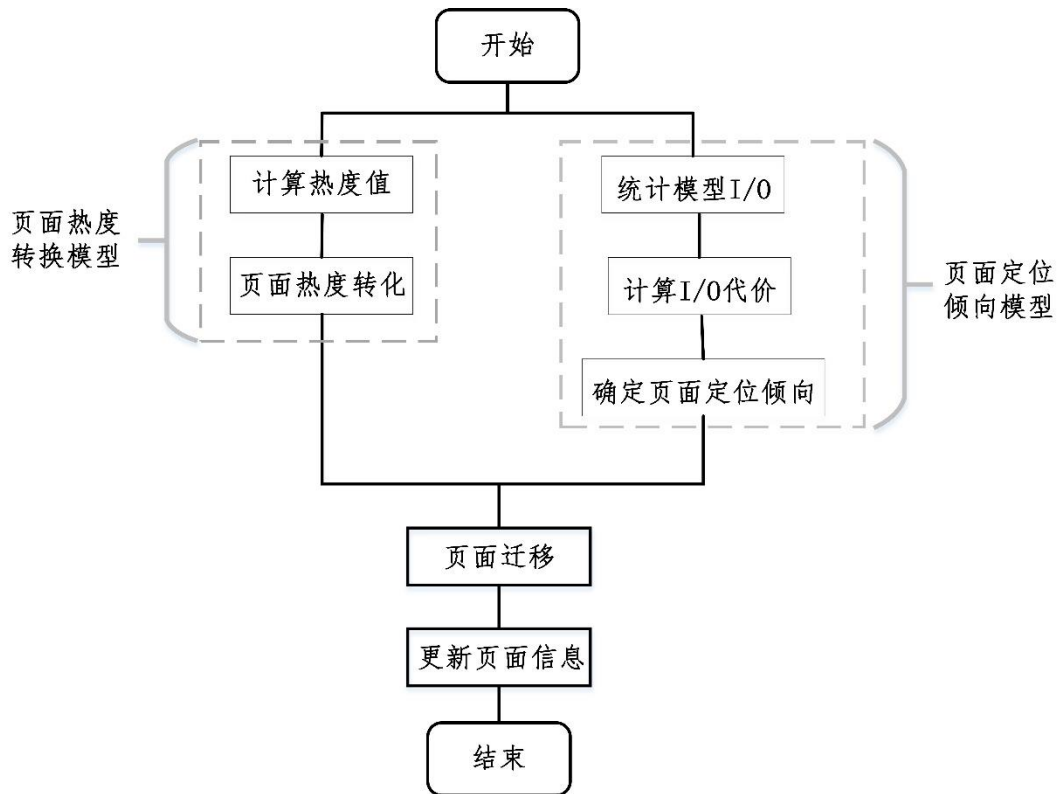 开始
计算热度值
统计模型I/O
页面热度
转换模型
页面热度转化
计算I/O代价
页面定位
倾向模型
确定页面定位倾向
页面迁移
更新页面信息
结束